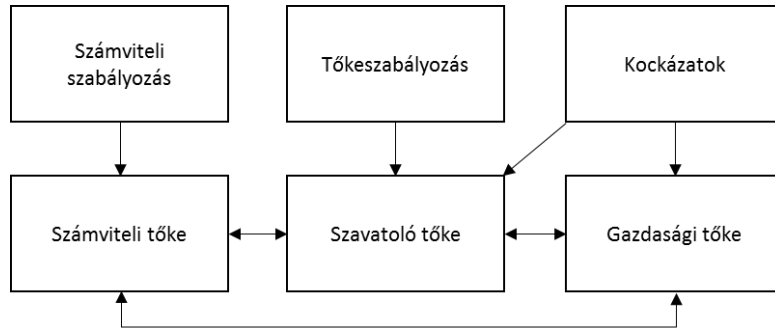 Számviteli
szabályozás
Tőkeszabályozás
Kockázatok
Számviteli tőke
Szavatoló tőke
Gazdasági tőke